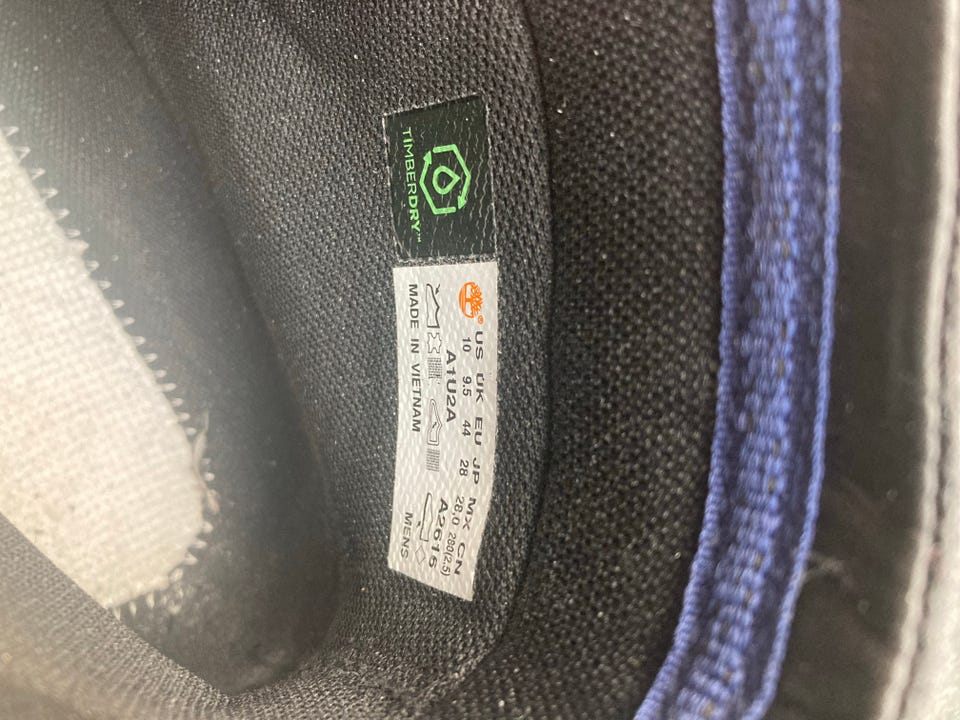 TIMBERDRY™
®
US UK EU JP MX CN
10 9.5 44 28 28.0 280(2.5)
A1U2A A2616
MADE IN VIETNAM MENS